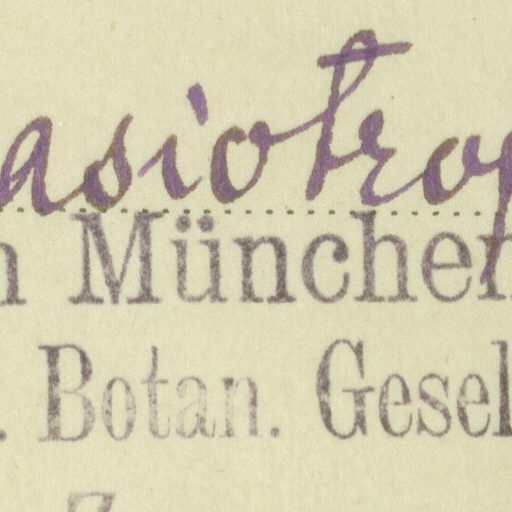 asiotrop
n München
. Botan. Gesel